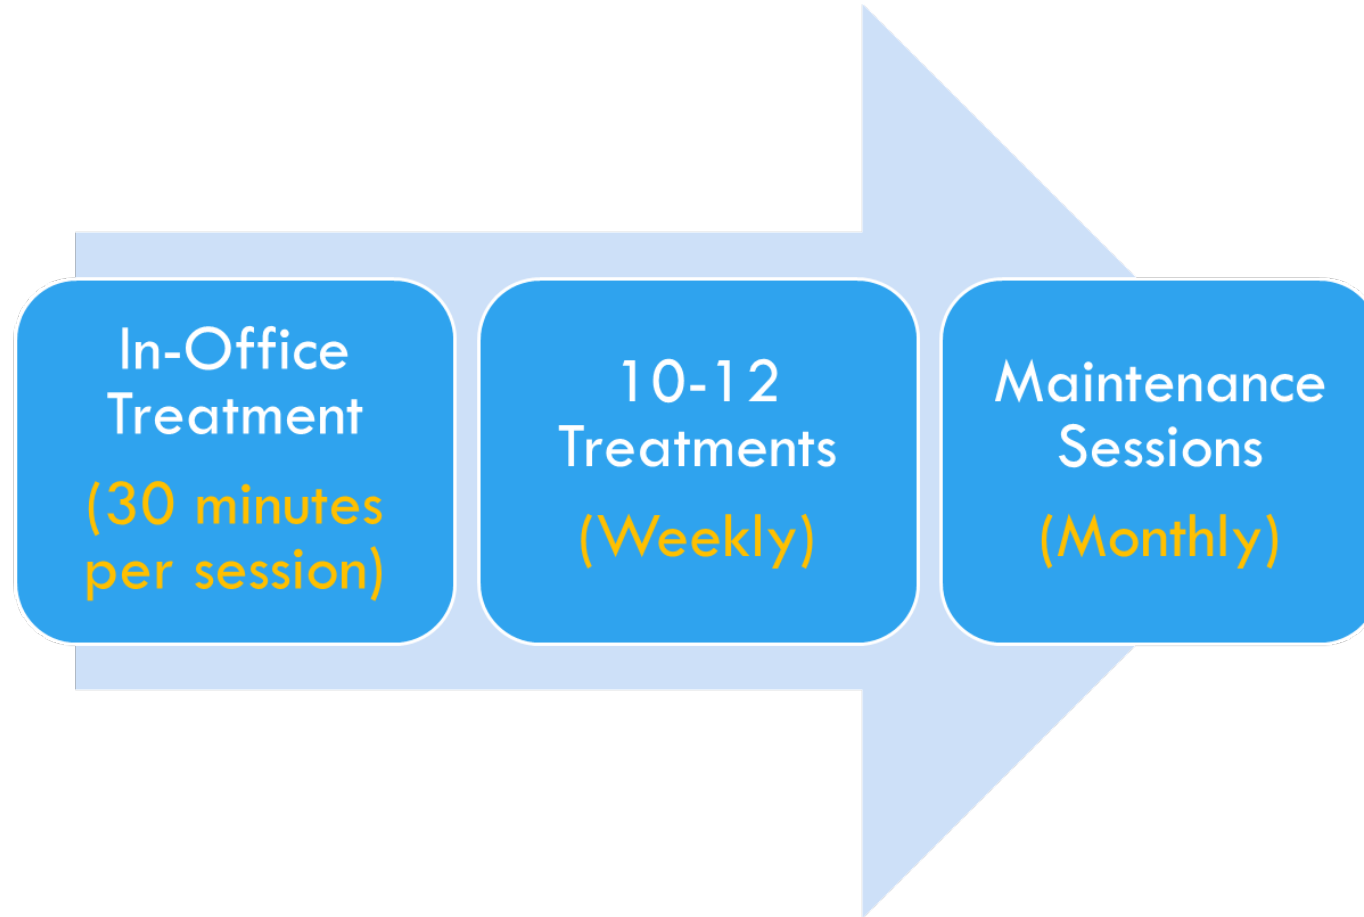 In-Office
Treatment
(30 minutes
per session)
10-12
Treatments
(Weekly)
Maintenance
Sessions
(Monthly)